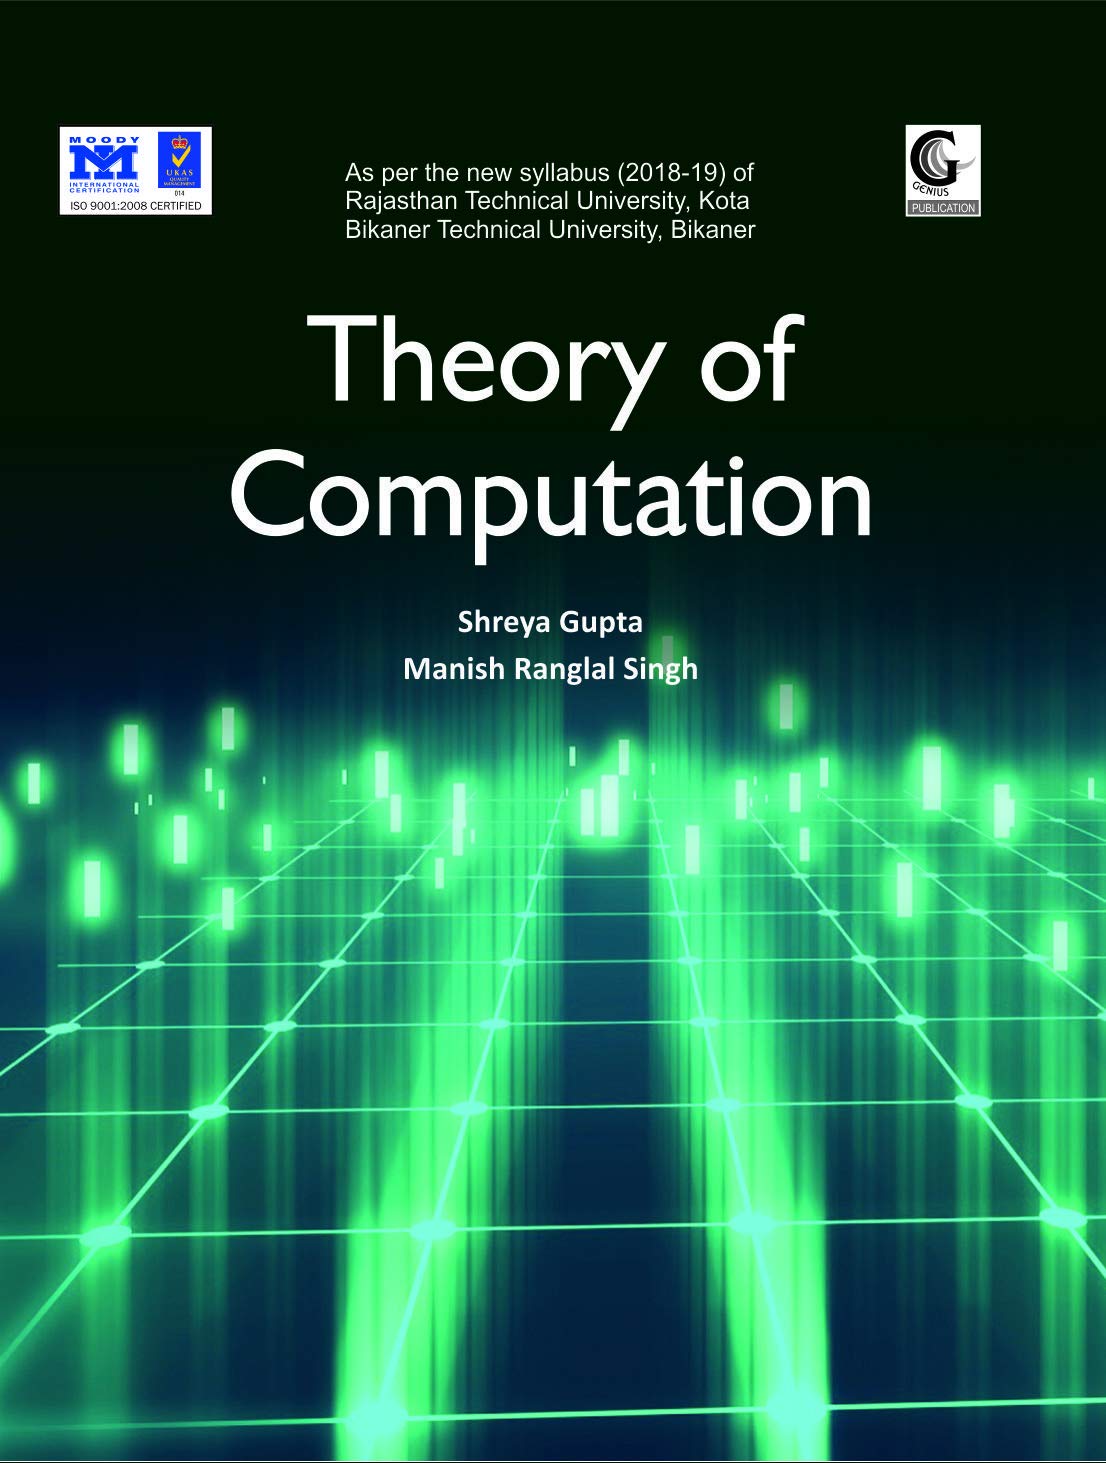 MOODY
INTERNATIONAL
CERTIFICATION
UKAS
QUALITY
MANAGEMENT
014
ISO 9001:2008 CERTIFIED
As per the new syllabus (2018-19) of
Rajasthan Technical University, Kota
Bikaner Technical University, Bikaner
G
GENIUS
PUBLICATION
Theory of
Computation
Shreya Gupta
Manish Ranglal Singh